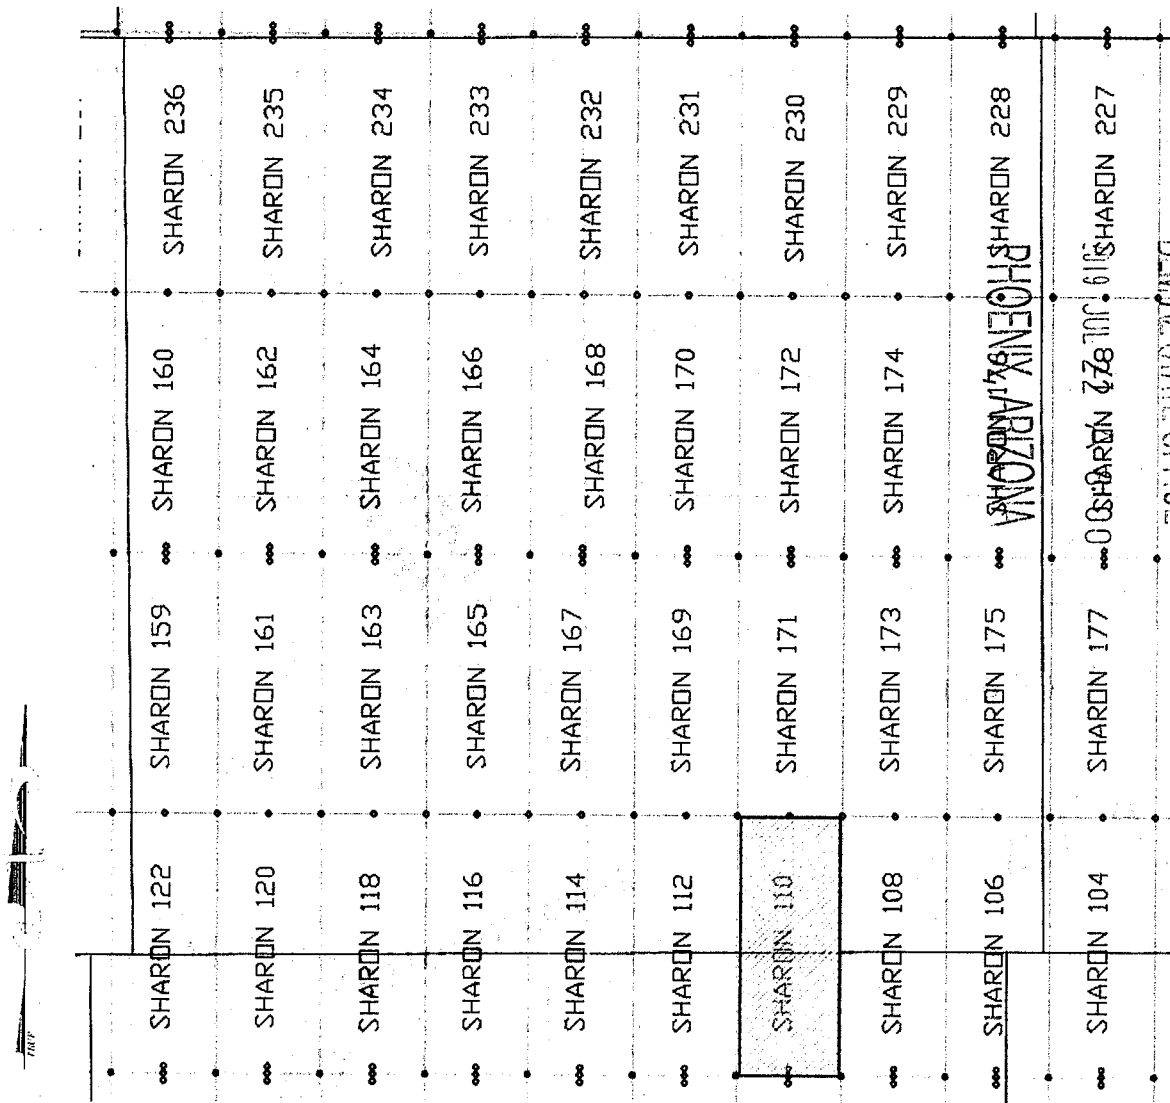 SHARON 236
SHARON 235
SHARON 234
SHARON 233
SHARON 232
SHARON 231
SHARON 230
SHARON 229
SHARON 228
SHARON 227
SHARON 160
SHARON 162
SHARON 164
SHARON 166
SHARON 168
SHARON 170
SHARON 172
SHARON 174
SHARON 176
SHARON 178
PHOENIX, ARIZONA
SHARON 159
SHARON 161
SHARON 163
SHARON 165
SHARON 167
SHARON 169
SHARON 171
SHARON 173
SHARON 175
SHARON 177
SHARON 122
SHARON 120
SHARON 118
SHARON 116
SHARON 114
SHARON 112
SHARON 110
SHARON 108
SHARON 106
SHARON 104